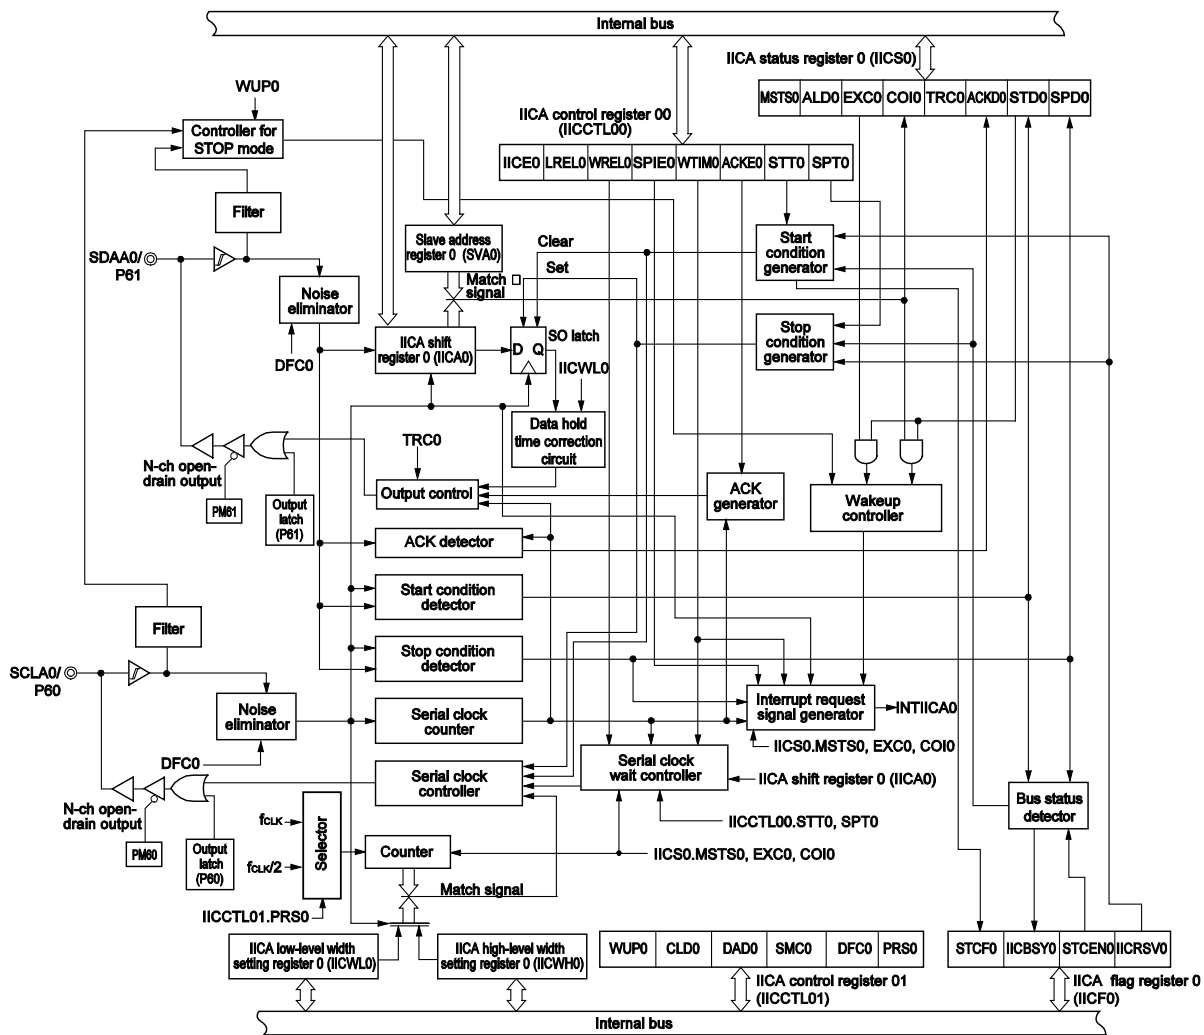 Internal bus
IICA status register 0 (IICS0)
MSTS0 ALD0 EXC0 COI0 TRC0 ACKD0 STD0 SPD0
WUP0
IICA control register 00
(IICCTL00)
Controller for
STOP mode
IICE0 LREL0 WREL0 SPIE0 WTIM0 ACKE0 STT0 SPT0
Filter
Slave address
register 0 (SVA0)
Clear
Start
condition
generator
SDAA0/
P61
Set
Match
signal
Noise
eliminator
IICA shift
register 0 (IICA0)
SO latch
D Q
Stop
condition
generator
DFC0
IICWL0
Data hold
time correction
circuit
TRC0
N-ch open-
drain output
PM61
Output
latch
(P61)
Output control
ACK
generator
Wakeup
controller
ACK detector
Start condition
detector
Filter
Stop condition
detector
SCLA0/
P60
Noise
eliminator
Serial clock
counter
Interrupt request
signal generator
INTIICA0
IICS0.MSTS0, EXC0, COI0
DFC0
Serial clock
controller
Serial clock
wait controller
IICA shift register 0 (IICA0)
N-ch open-
drain output
PM60
Output
latch
(P60)
Bus status
detector
fCLK
fCLK/2
Selector
IICCTL00.STT0, SPT0
Counter
IICS0.MSTS0, EXC0, COI0
Match signal
IICCTL01.PRS0
IICA low-level width
setting register 0 (IICWL0)
IICA high-level width
setting register 0 (IICWH0)
WUP0 CLD0 DAD0 SMC0 DFC0 PRS0
STCF0 IICBSY0 STCEN0 IICRSV0
IICA control register 01
(IICCTL01)
IICA flag register 0
(IICF0)
Internal bus